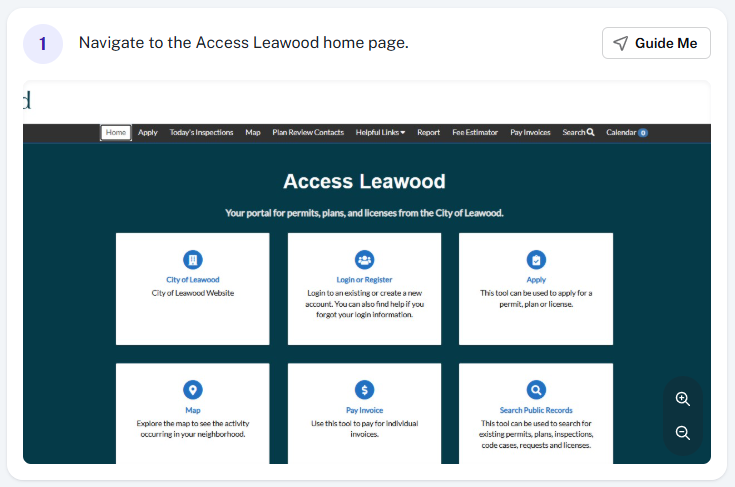 1
Navigate to the Access Leawood home page.
Guide Me
d
Home Apply Today's Inspections Map Plan Review Contacts Helpful Links Report Fee Estimator Pay Invoices Search Calendar 0
Access Leawood
Your portal for permits, plans, and licenses from the City of Leawood.
City of Leawood
City of Leawood Website
Login or Register
Login to an existing or create a new
account. You can also find help if you
forgot your login information.
Apply
This tool can be used to apply for a
permit, plan or license.
Map
Explore the map to see the activity
occurring in your neighborhood.
Pay Invoice
Use this tool to pay for individual
invoices.
Search Public Records
This tool can be used to search for
existing permits, plans, inspections,
code cases, requests and licenses.